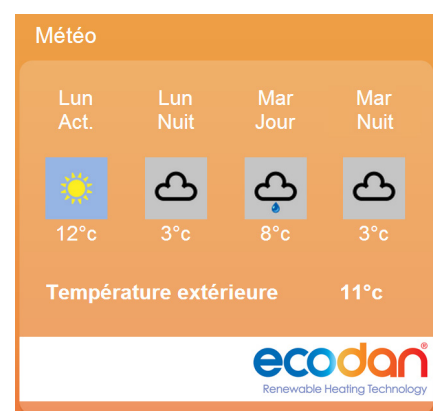 Météo
Lun Lun Mar Mar
Act. Nuit Jour Nuit
12°c 3°c 8°c 3°c
Température extérieure 11°c
ecodan®
Renewable Heating Technology